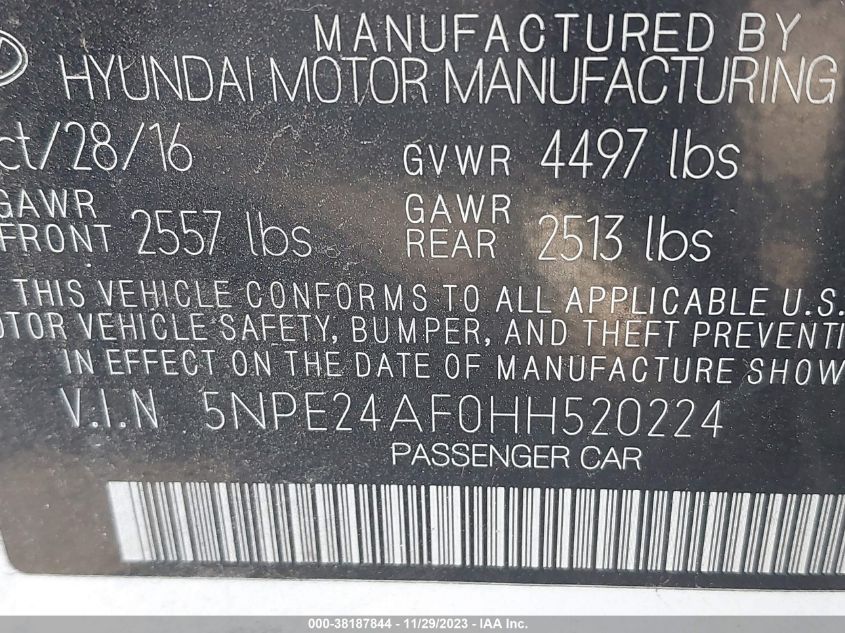 MANUFACTURED BY
HYUNDAI MOTOR MANUFACTURING
ct/28/16 GVWR 4497 lbs
GAWR FRONT 2557 lbs GAWR REAR 2513 lbs
THIS VEHICLE CONFORMS TO ALL APPLICABLE U.S.
OTOR VEHICLE SAFETY, BUMPER, AND THEFT PREVENTI
IN EFFECT ON THE DATE OF MANUFACTURE SHOW
V.I.N 5NPE24AF0HH520224
PASSENGER CAR
000-38187844 - 11/29/2023 - IAA Inc.